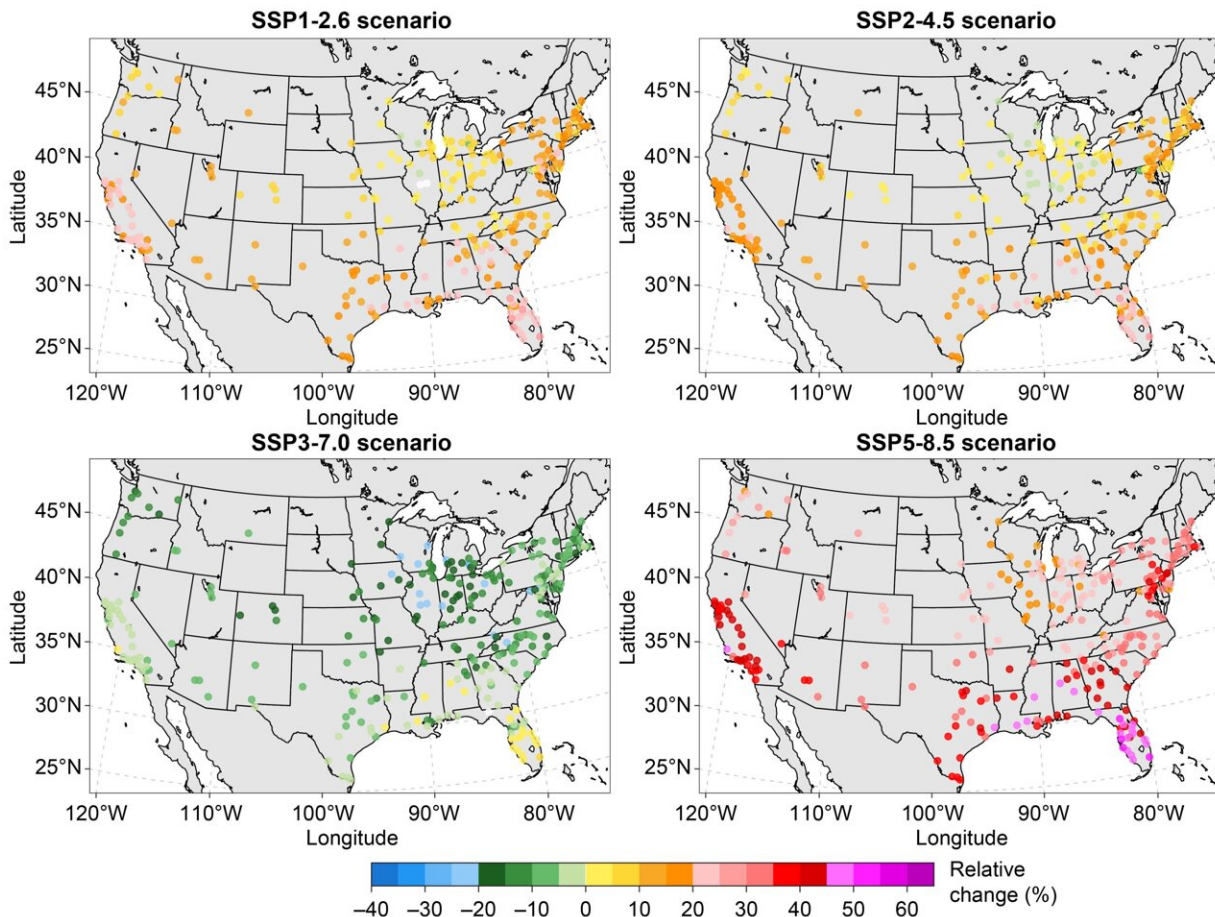 SSP1-2.6 scenario
SSP2-4.5 scenario
45°N
40°N
35°N
30°N
25°N
Latitude
120°W 110°W 100°W 90°W 80°W
Longitude
45°N
40°N
35°N
30°N
25°N
Latitude
120°W 110°W 100°W 90°W 80°W
Longitude
SSP3-7.0 scenario
SSP5-8.5 scenario
45°N
40°N
35°N
30°N
25°N
Latitude
120°W 110°W 100°W 90°W 80°W
Longitude
45°N
40°N
35°N
30°N
25°N
Latitude
120°W 110°W 100°W 90°W 80°W
Longitude
Relative
change (%)
–40 –30 –20 –10 0 10 20 30 40 50 60